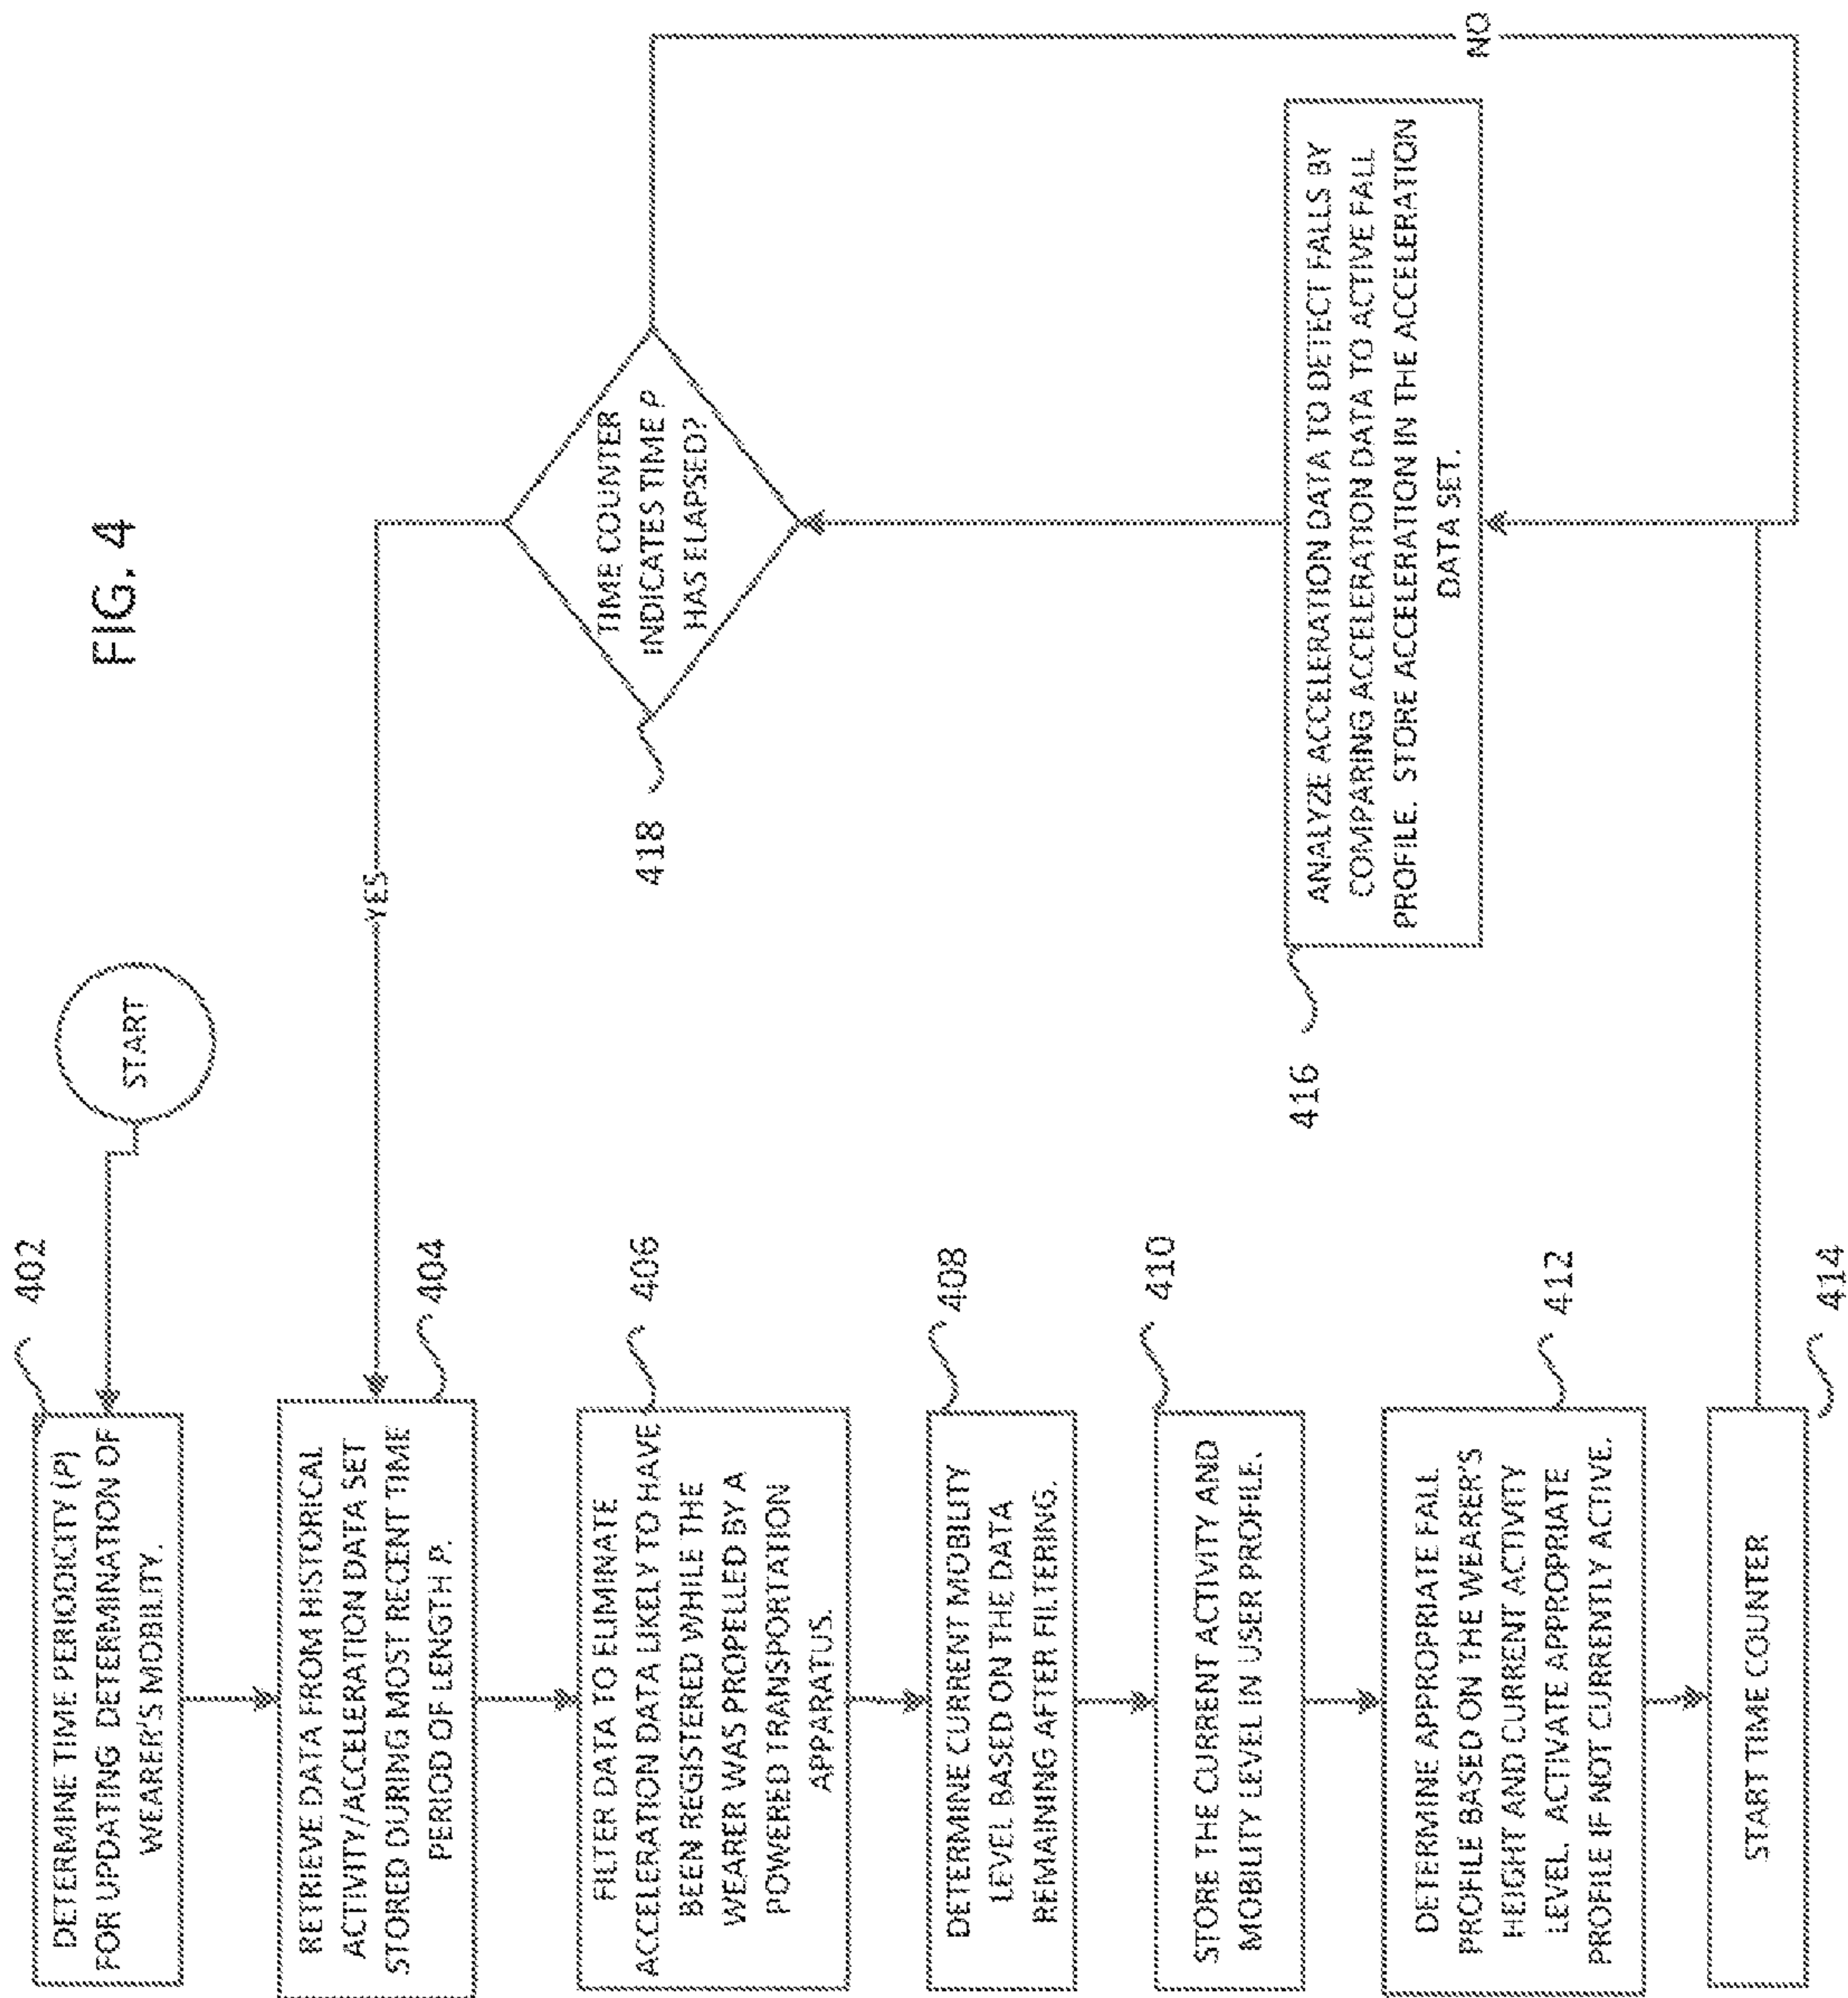 FIG. 4
START
402
DETERMINE TIME PERIODICITY (P)
FOR UPDATING DETERMINATION OF
WEARER'S MOBILITY.
404
RETRIEVE DATA FROM HISTORICAL
ACTIVITY/ACCELERATION DATA SET
STORED DURING MOST RECENT TIME
PERIOD OF LENGTH P.
406
FILTER DATA TO ELIMINATE
ACCELERATION DATA LIKELY TO HAVE
BEEN REGISTERED WHILE THE
WEARER WAS PROPELLED BY A
POWERED TRANSPORTATION
APPARATUS.
408
DETERMINE CURRENT MOBILITY
LEVEL BASED ON THE DATA
REMAINING AFTER FILTERING.
410
STORE THE CURRENT ACTIVITY AND
MOBILITY LEVEL IN USER PROFILE.
412
DETERMINE APPROPRIATE FALL
PROFILE BASED ON THE WEARER'S
HEIGHT AND CURRENT ACTIVITY
LEVEL. ACTIVATE APPROPRIATE
PROFILE IF NOT CURRENTLY ACTIVE.
414
START TIME COUNTER
416
ANALYZE ACCELERATION DATA TO DETECT FALLS BY
COMPARING ACCELERATION DATA TO ACTIVE FALL
PROFILE. STORE ACCELERATION IN THE ACCELERATION
DATA SET.
418
TIME COUNTER
INDICATES TIME P
HAS ELAPSED?
YES
NO